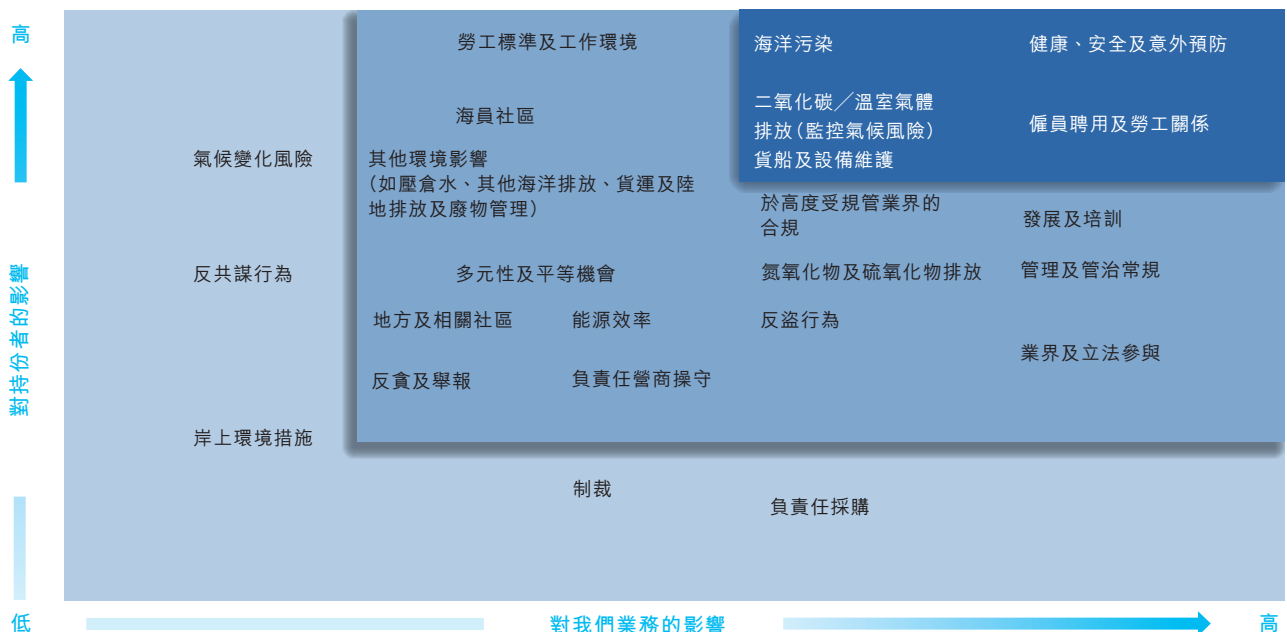 高
勞工標準及工作環境
海洋污染
健康、安全及意外預防
海員社區
二氧化碳╱溫室氣體
排放(監控氣候風險)
貨船及設備維護
僱員聘用及勞工關係
氣候變化風險
其他環境影響
(如壓倉水、其他海洋排放、貨運及陸
地排放及廢物管理)
於高度受規管業界的
合規
發展及培訓
對持份者的影響
反共謀行為
多元性及平等機會
氮氧化物及硫氧化物排放
管理及管治常規
地方及相關社區
能源效率
反盜行為
業界及立法參與
反貪及舉報
負責任營商操守
岸上環境措施
制裁
負責任採購
低
對我們業務的影響
高